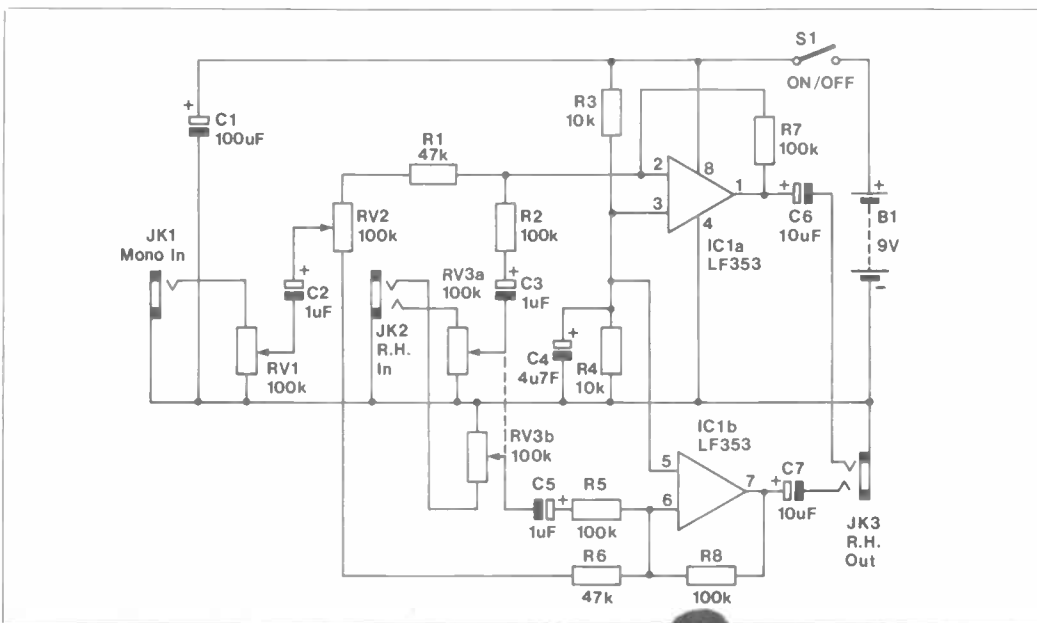 S1
ON/OFF
+
C1
100uF
R3
10k
R7
100k
R1
47k
2
8
3
1
4
+
C6
10uF
+
B1
9V
-
IC1a
LF353
RV2
100k
R2
100k
JK1
Mono In
+
C2
1uF
RV3a
100k
+
C3
1uF
JK2
R.H.
In
RV1
100k
+
C4
4u7F
R4
10k
IC1b
LF353
RV3b
100k
5
6
7
C5
+
1uF
R5
100k
+
C7
10uF
JK3
R.H.
Out
R6
47k
R8
100k